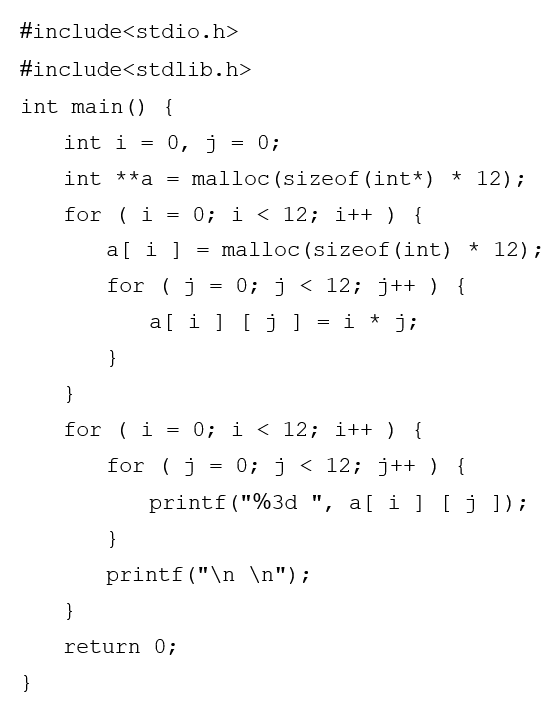 #include<stdio.h>
#include<stdlib.h>
int main() {
int i = 0, j = 0;
int **a = malloc(sizeof(int*) * 12);
for ( i = 0; i < 12; i++ ) {
a[ i ] = malloc(sizeof(int) * 12);
for ( j = 0; j < 12; j++ ) {
a[ i ] [ j ] = i * j;
}
}
for ( i = 0; i < 12; i++ ) {
for ( j = 0; j < 12; j++ ) {
printf("%3d ", a[ i ] [ j ]);
}
printf("\n \n");
}
return 0;
}